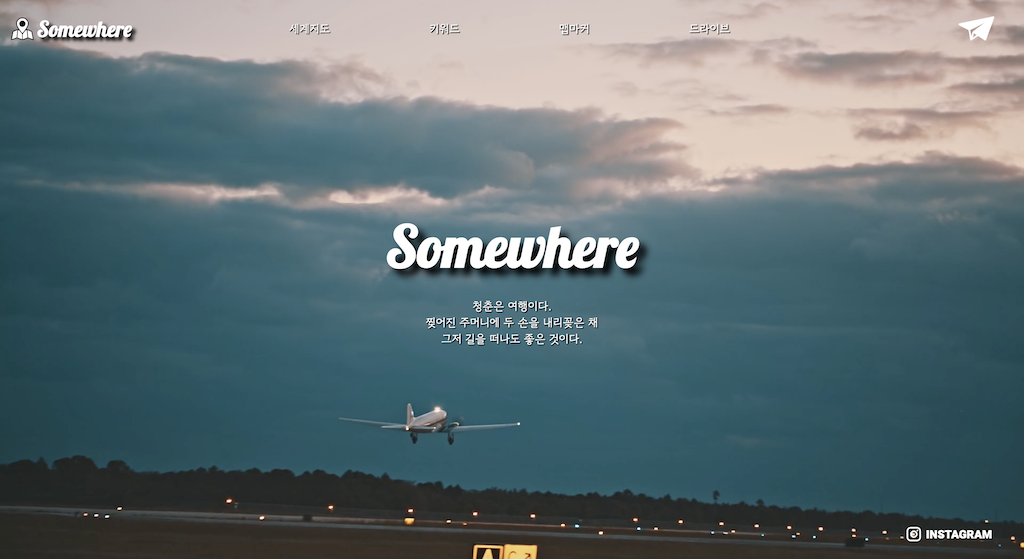 Somewhere
세계지도
키워드
맵마커
드라이브
Somewhere
청춘은 여행이다.
찢어진 주머니에 두 손을 내리꽂은 채
그저 길을 떠나도 좋은 것이다.
A
INSTAGRAM